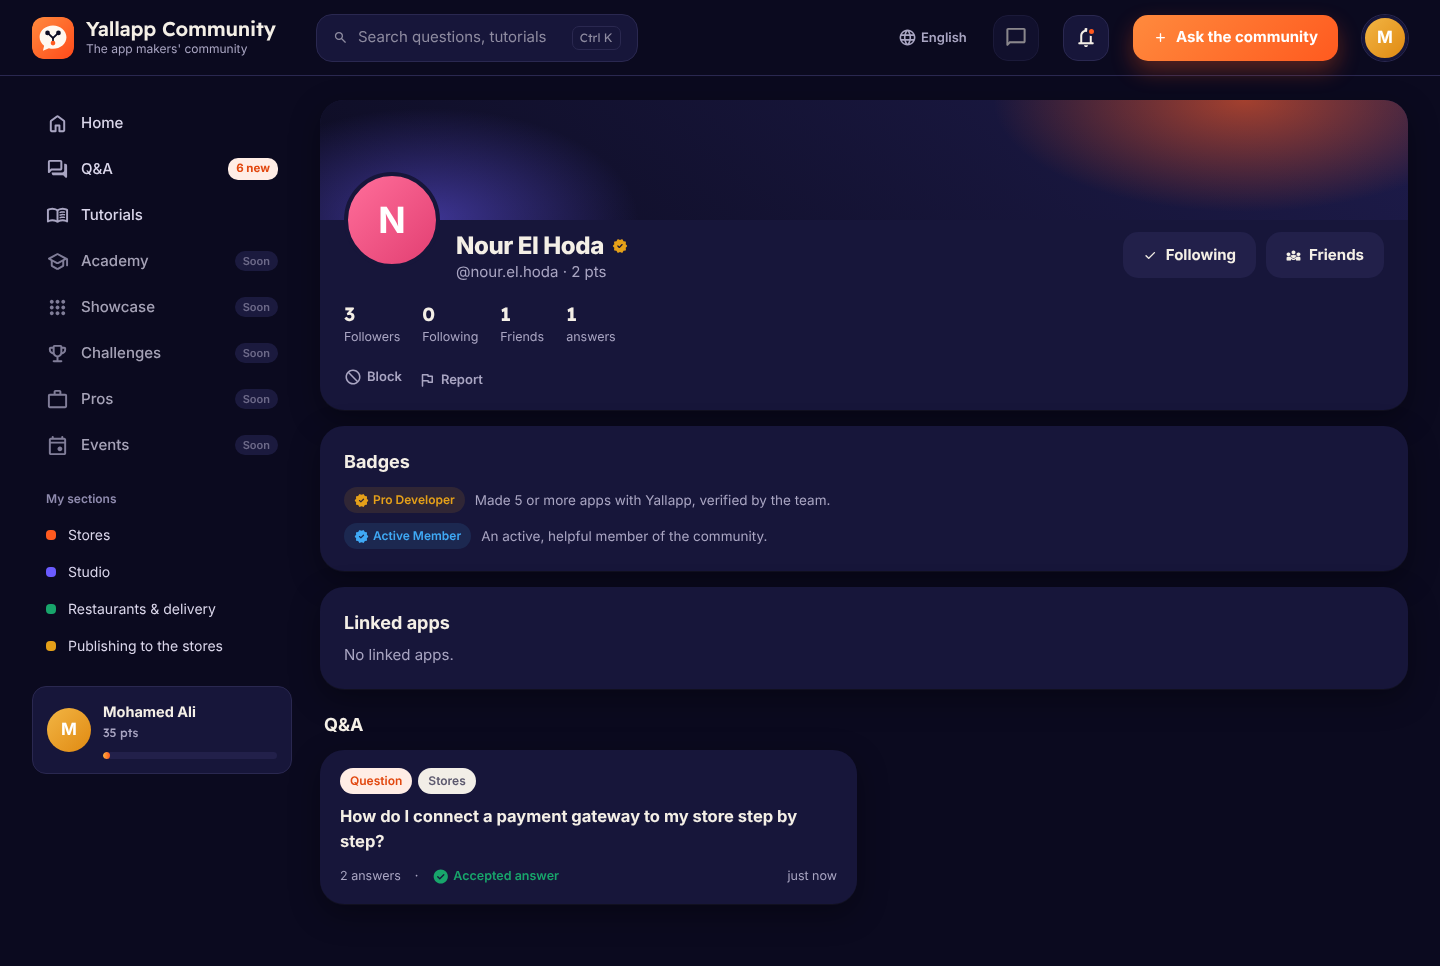 Yallapp Community
The app makers' community
Search questions, tutorials
Ctrl K
English
+ Ask the community
M
Home
Q&A
6 new
Tutorials
Academy
Soon
Showcase
Soon
Challenges
Soon
Pros
Soon
Events
Soon
My sections
Stores
Studio
Restaurants & delivery
Publishing to the stores
M
Mohamed Ali
35 pts
N
Nour El Hoda
@nour.el.hoda · 2 pts
Following
Friends
3
Followers
0
Following
1
Friends
1
answers
Block
Report
Badges
Pro Developer
Made 5 or more apps with Yallapp, verified by the team.
Active Member
An active, helpful member of the community.
Linked apps
No linked apps.
Q&A
Question
Stores
How do I connect a payment gateway to my store step by
step?
2 answers · Accepted answer
just now